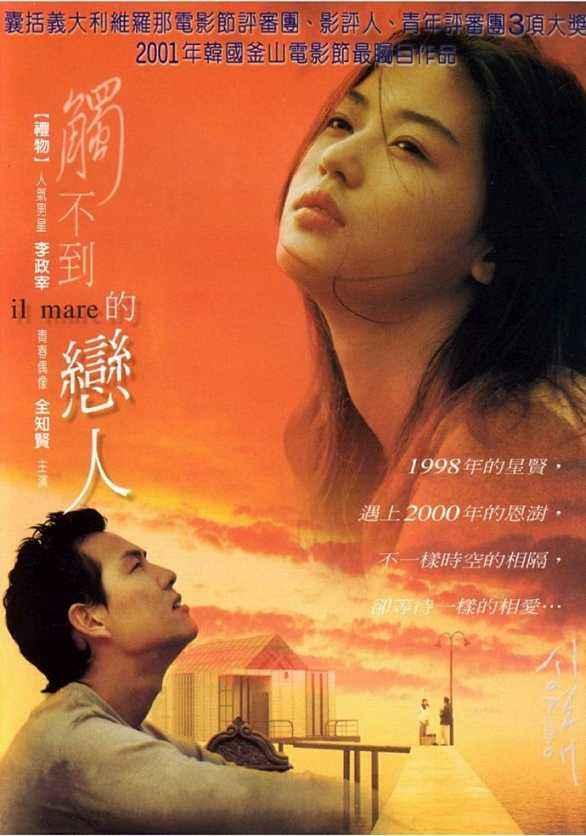 囊括義大利維羅那電影節評審團、影評人、青年評審團3項大獎
2001年韓國釜山電影節最矚目作品
觸不到的戀人
il mare
【禮物】人氣男星 李政宰
青春偶像 全知賢 主演
1998年的星賢，
遇上2000年的恩澍，
不一樣時空的相隔，
卻等待一樣的相愛…
시월애